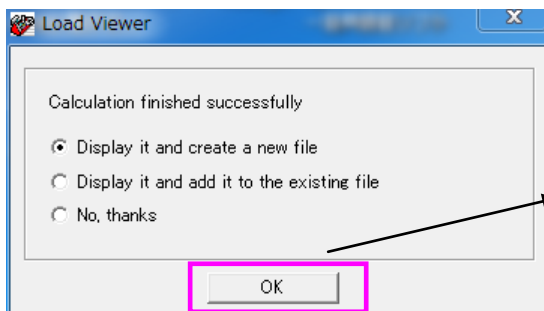 Load Viewer
Calculation finished successfully
Display it and create a new file
Display it and add it to the existing file
No, thanks
OK